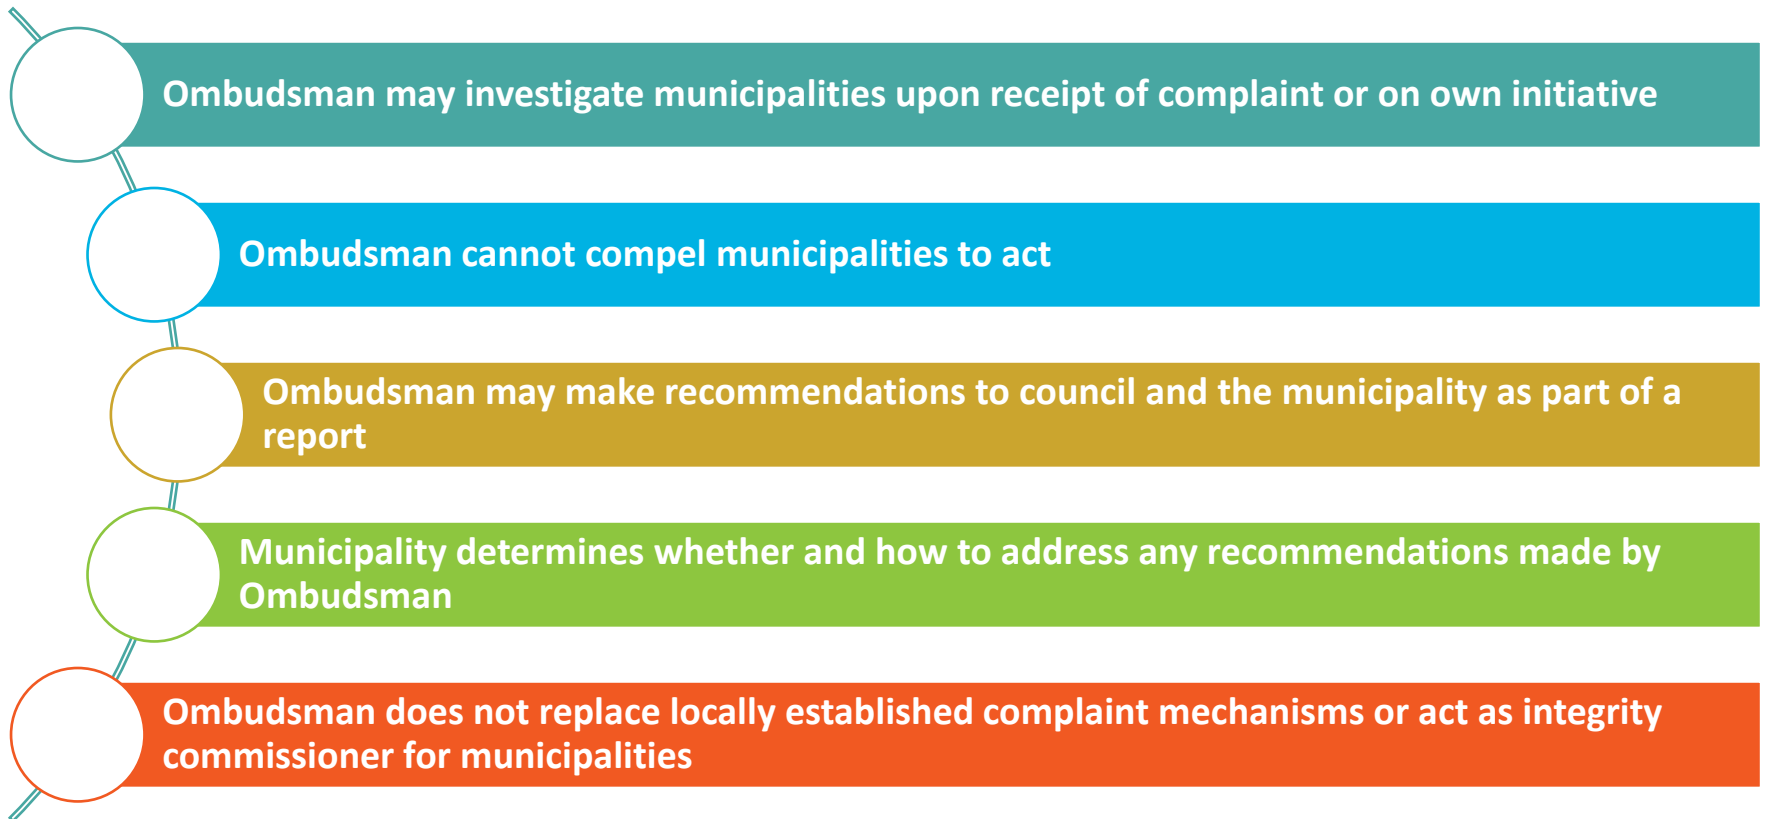 Ombudsman may investigate municipalities upon receipt of complaint or on own initiative
Ombudsman cannot compel municipalities to act
Ombudsman may make recommendations to council and the municipality as part of a
report
Municipality determines whether and how to address any recommendations made by
Ombudsman
Ombudsman does not replace locally established complaint mechanisms or act as integrity
commissioner for municipalities